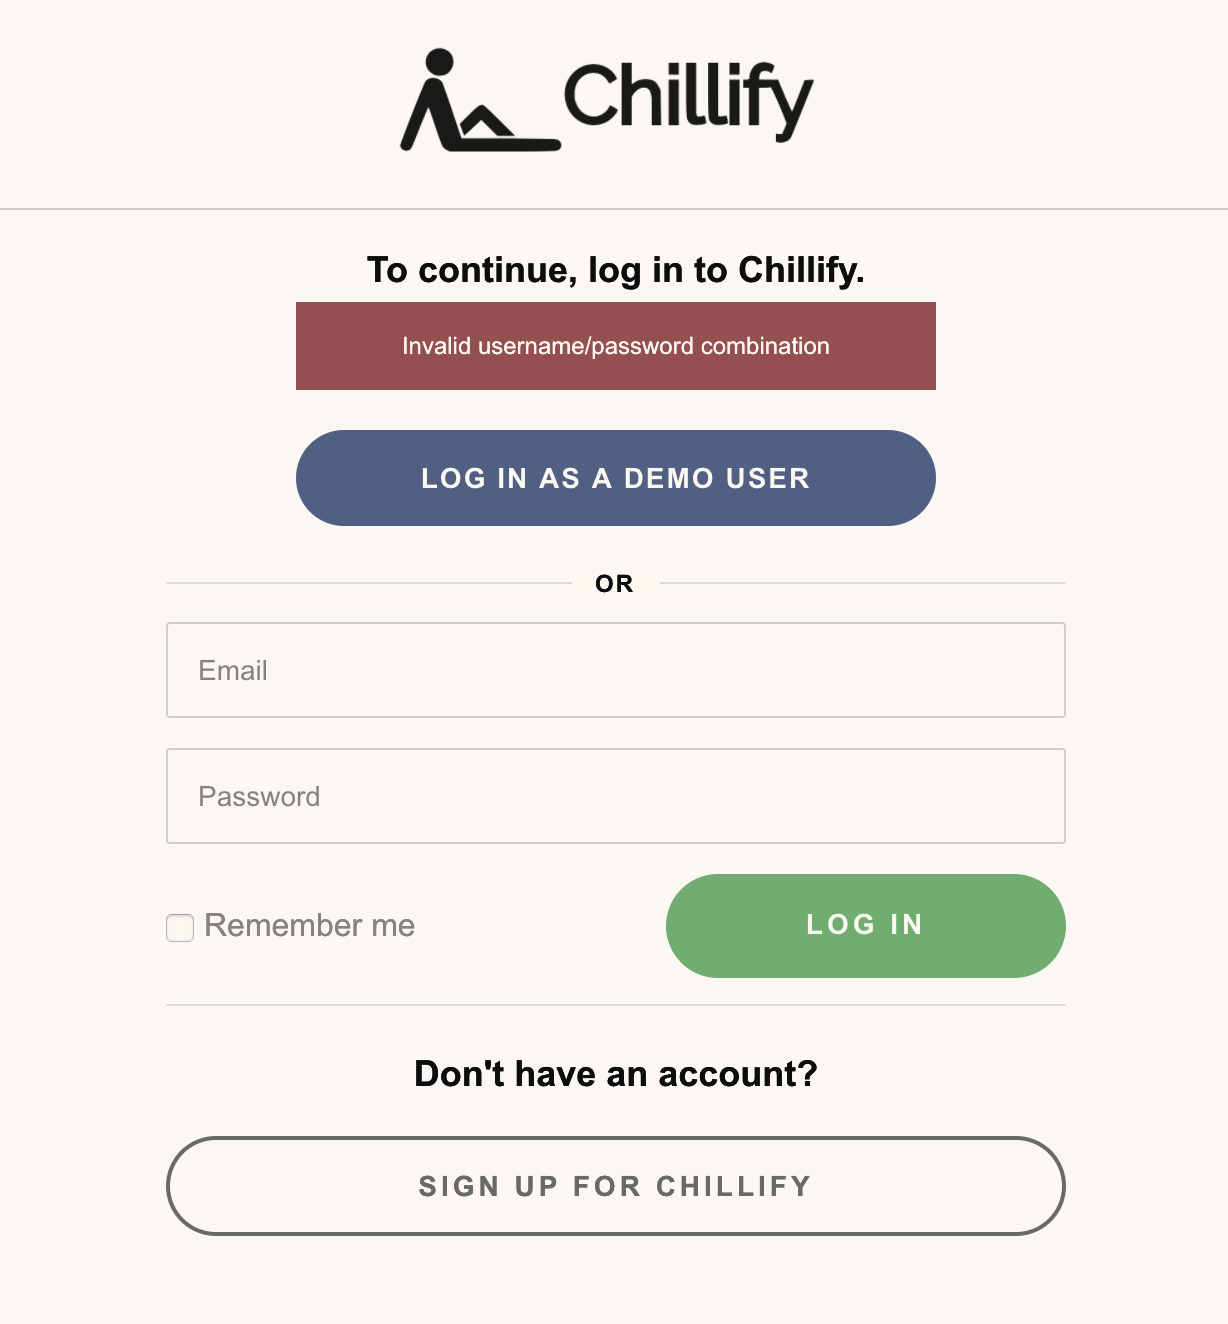 Chillify
To continue, log in to Chillify.
Invalid username/password combination
LOG IN AS A DEMO USER
OR
Email
Password
Remember me
LOG IN
Don't have an account?
SIGN UP FOR CHILLIFY